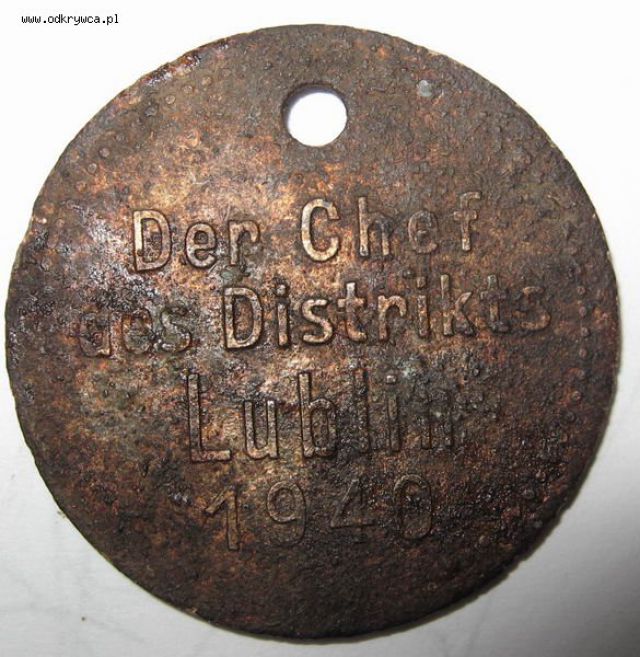 www.odkrywca.pl
Der Chef
des Distrikts
Lublin
1940